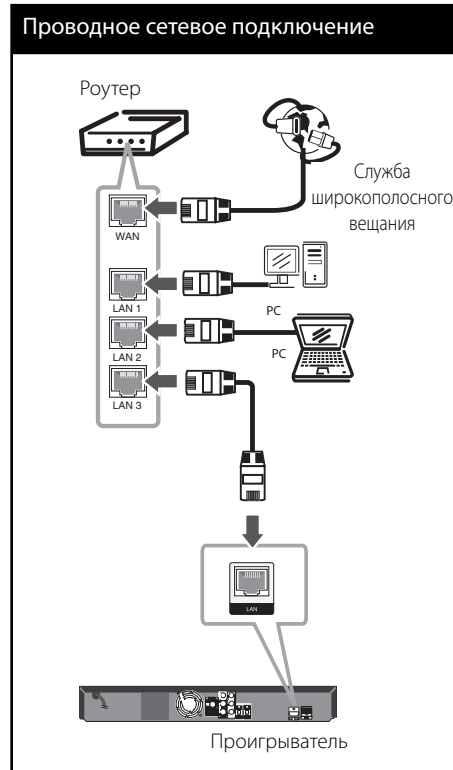 Проводное сетевое подключение
Роутер
Служба
широкополосного
вещания
WAN
LAN 1
PC
LAN 2
PC
LAN 3
LAN
Проигрыватель